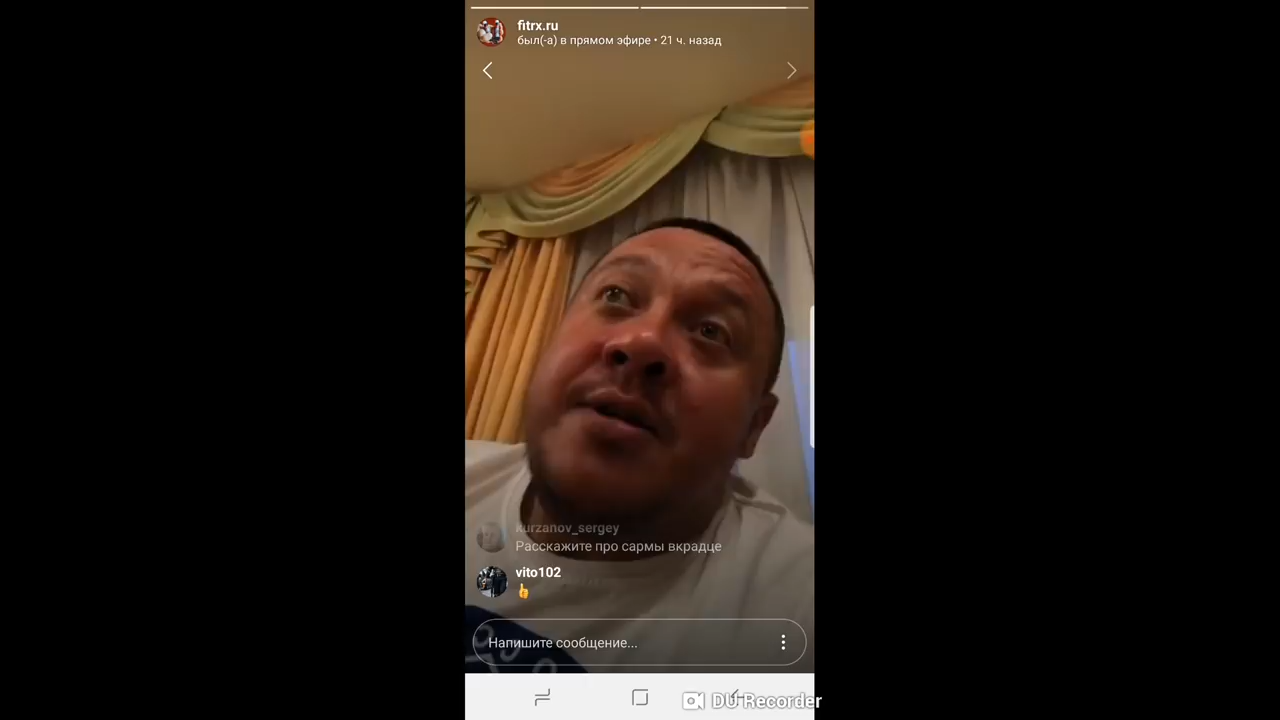 fitrx.ru
был(-а) в прямом эфире • 21 ч. назад
kurzanov_sergey
Расскажите про сармы вкрадце
vito102
Напишите сообщение...
DU Recorder